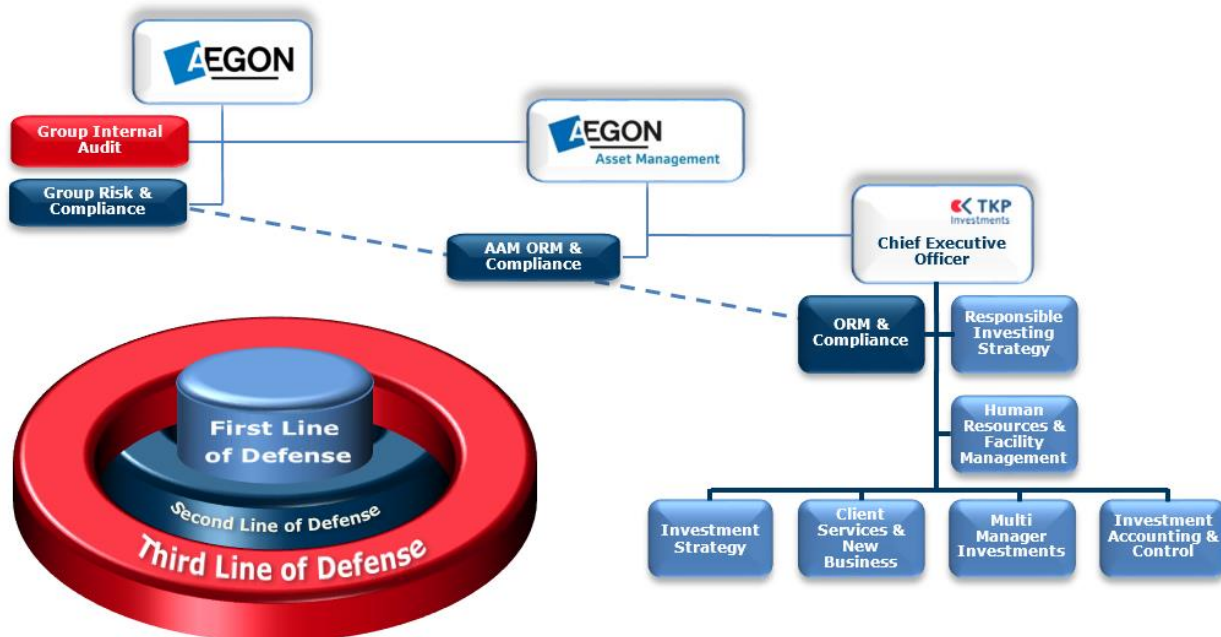 AEGON
Group Internal
Audit
Group Risk &
Compliance
AEGON
Asset Management
AAM ORM &
Compliance
TKP
Investments
Chief Executive
Officer
ORM &
Compliance
Responsible
Investing
Strategy
Human
Resources &
Facility
Management
Investment
Strategy
Client
Services &
New
Business
Multi
Manager
Investments
Investment
Accounting &
Control
First Line
of Defense
Second Line of Defense
Third Line of Defense